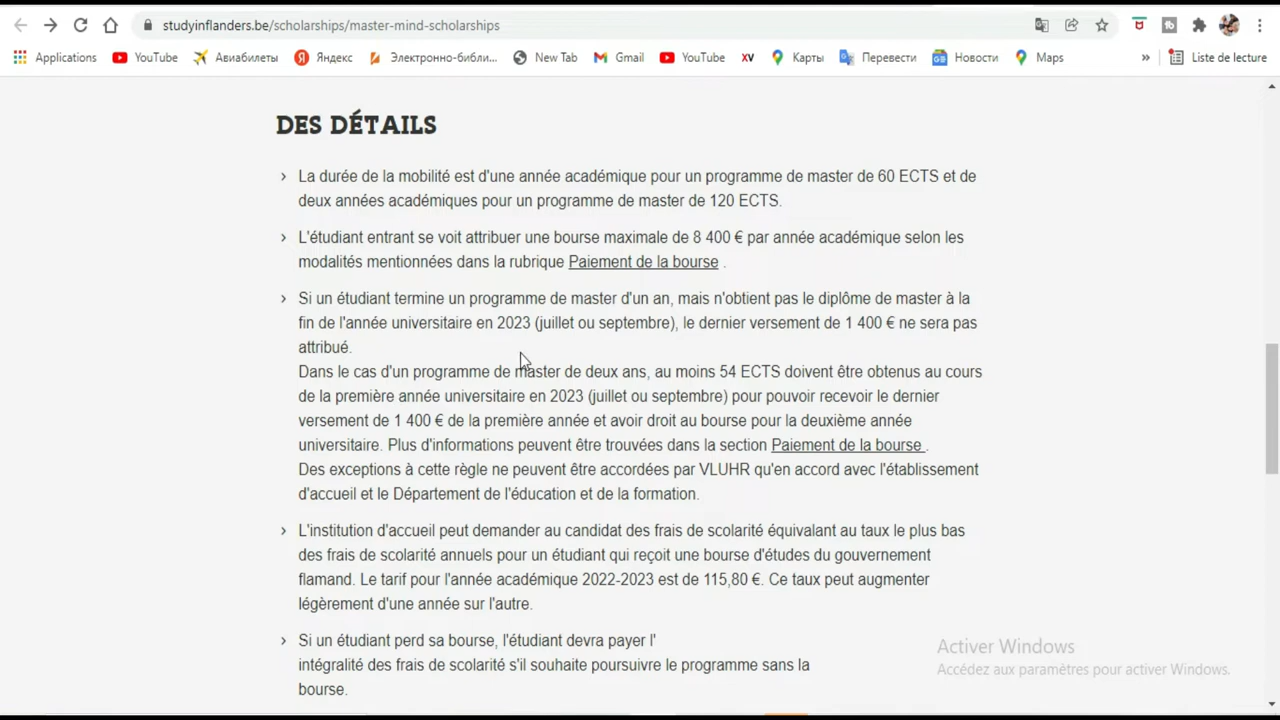 studyinflanders.be/scholarships/master-mind-scholarships
Applications YouTube Авиабилеты Яндекс Электронно-библи... New Tab Gmail YouTube XV Карты Перевести Новости Maps » Liste de lecture
DES DÉTAILS
› La durée de la mobilité est d'une année académique pour un programme de master de 60 ECTS et de
deux années académiques pour un programme de master de 120 ECTS.
› L'étudiant entrant se voit attribuer une bourse maximale de 8 400 € par année académique selon les
modalités mentionnées dans la rubrique Paiement de la bourse .
› Si un étudiant termine un programme de master d'un an, mais n'obtient pas le diplôme de master à la
fin de l'année universitaire en 2023 (juillet ou septembre), le dernier versement de 1 400 € ne sera pas
attribué.
Dans le cas d'un programme de master de deux ans, au moins 54 ECTS doivent être obtenus au cours
de la première année universitaire en 2023 (juillet ou septembre) pour pouvoir recevoir le dernier
versement de 1 400 € de la première année et avoir droit au bourse pour la deuxième année
universitaire. Plus d'informations peuvent être trouvées dans la section Paiement de la bourse .
Des exceptions à cette règle ne peuvent être accordées par VLUHR qu'en accord avec l'établissement
d'accueil et le Département de l'éducation et de la formation.
› L'institution d'accueil peut demander au candidat des frais de scolarité équivalant au taux le plus bas
des frais de scolarité annuels pour un étudiant qui reçoit une bourse d'études du gouvernement
flamand. Le tarif pour l'année académique 2022-2023 est de 115,80 €. Ce taux peut augmenter
légèrement d'une année sur l'autre.
› Si un étudiant perd sa bourse, l'étudiant devra payer l'
intégralité des frais de scolarité s'il souhaite poursuivre le programme sans la
bourse.
Activer Windows
Accédez aux paramètres pour activer Windows.